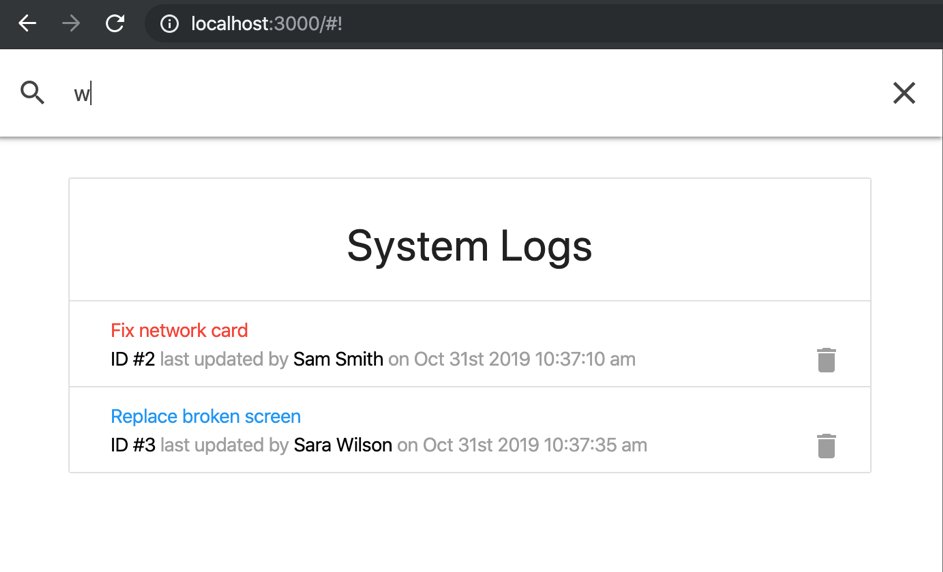 localhost:3000/#!
w
System Logs
Fix network card
ID #2 last updated by Sam Smith on Oct 31st 2019 10:37:10 am
Replace broken screen
ID #3 last updated by Sara Wilson on Oct 31st 2019 10:37:35 am